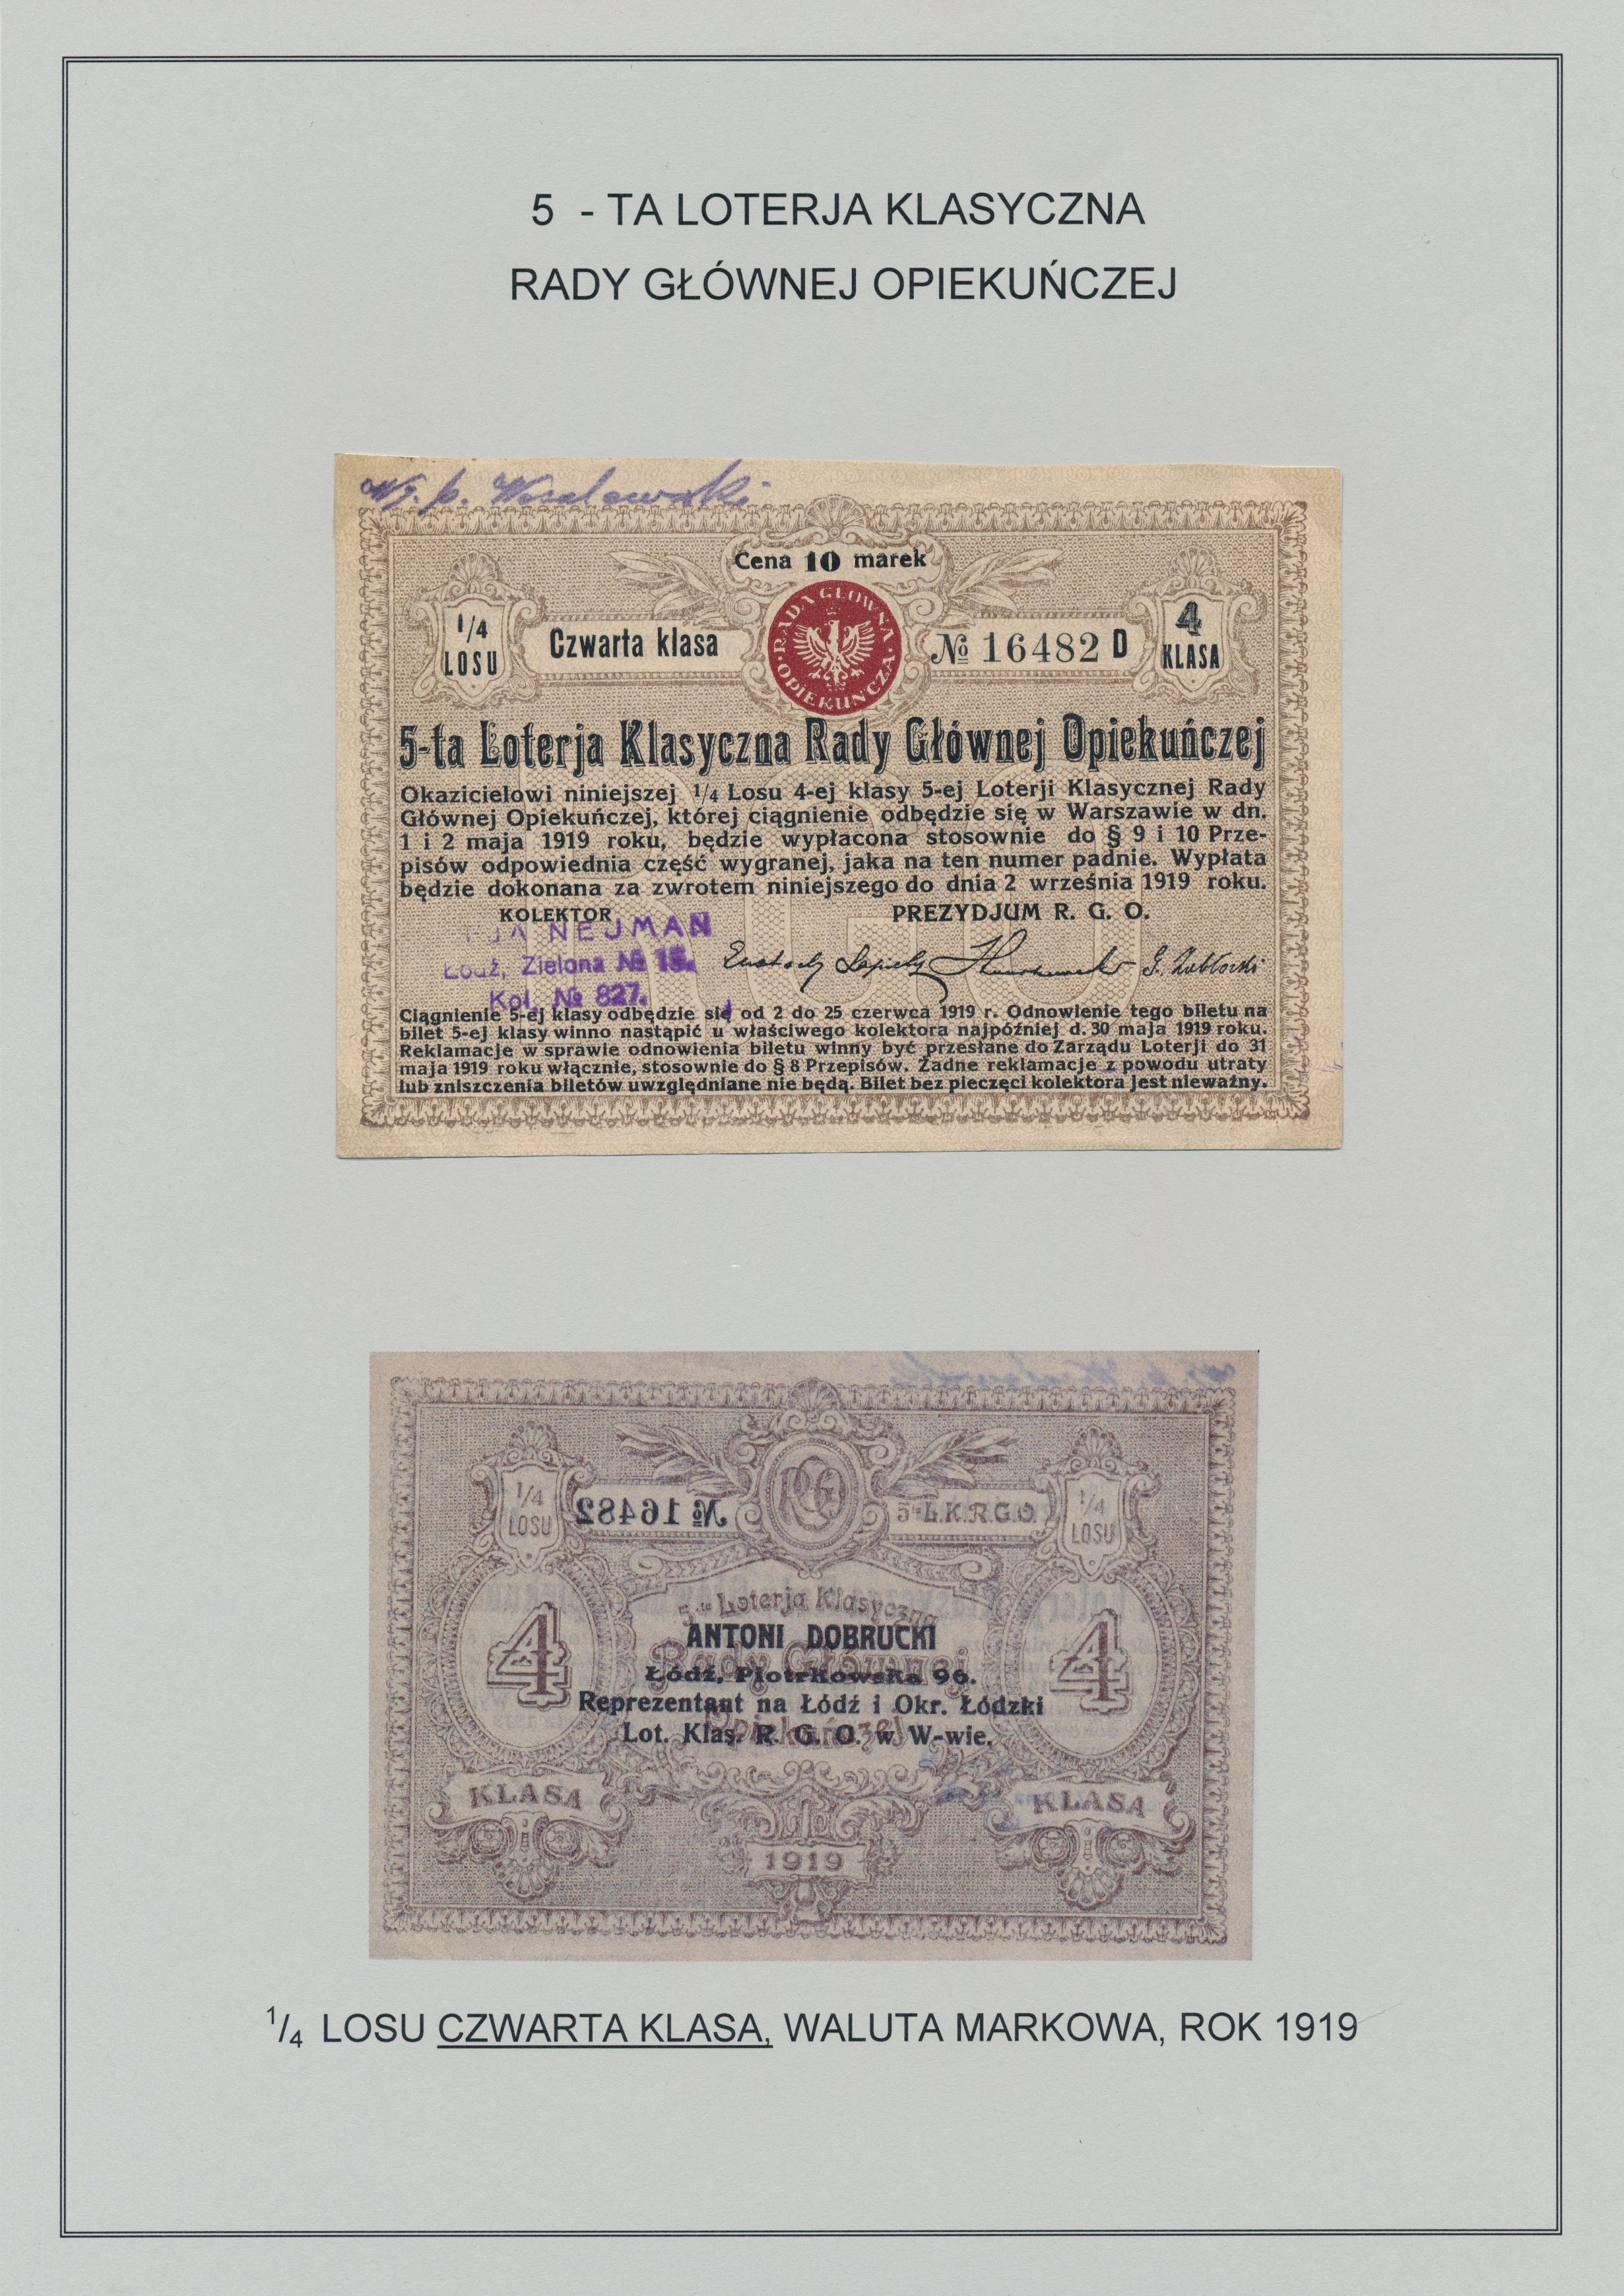 5 - TA LOTERJA KLASYCZNA
RADY GŁÓWNEJ OPIEKUŃCZEJ
Cena 10 marek
1/4
LOSU
Czwarta klasa
RADA GŁÓWNA OPIEKUŃCZA
№ 16482 D
4
KLASA
5-ta Loterja Klasyczna Rady Głównej Opiekuńczej
Okazicielowi niniejszej 1/4 Losu 4-ej klasy 5-ej Loterji Klasycznej Rady
Głównej Opiekuńczej, której ciągnienie odbędzie się w Warszawie w dn.
1 i 2 maja 1919 roku, będzie wypłacona stosownie do § 9 i 10 Prze-
pisów odpowiednia część wygranej, jaka na ten numer padnie. Wypłata
będzie dokonana za zwrotem niniejszego do dnia 2 września 1919 roku.
KOLEKTOR
PREZYDJUM R. G. O.
NEJMAN
Łódź, Zielona № 15.
Kol. № 827.
Ciągnienie 5-ej klasy odbędzie się od 2 do 25 czerwca 1919 r. Odnowienie tego biletu na
bilet 5-ej klasy winno nastąpić u właściwego kolektora najpóźniej d. 30 maja 1919 roku.
Reklamacje w sprawie odnowienia biletu winny być przesłane do Zarządu Loterji do 31
maja 1919 roku włącznie, stosownie do § 8 Przepisów. Żadne reklamacje z powodu utraty
lub zniszczenia biletów uwzględniane nie będą. Bilet bez pieczęci kolektora jest nieważny.
1/4
LOSU
№ 16482
RGO
5-ta L.K.R.G.O.
1/4
LOSU
5-ta Loterja Klasyczna
Rady Głównej
Opiekuńczej
ANTONI DOBRUCKI
Łódź, Piotrkowska 96.
Reprezentant na Łódź i Okr. Łódzki
Lot. Klas. R. G. O. w W-wie.
4
4
KLASA
KLASA
1919
1/4 LOSU CZWARTA KLASA, WALUTA MARKOWA, ROK 1919